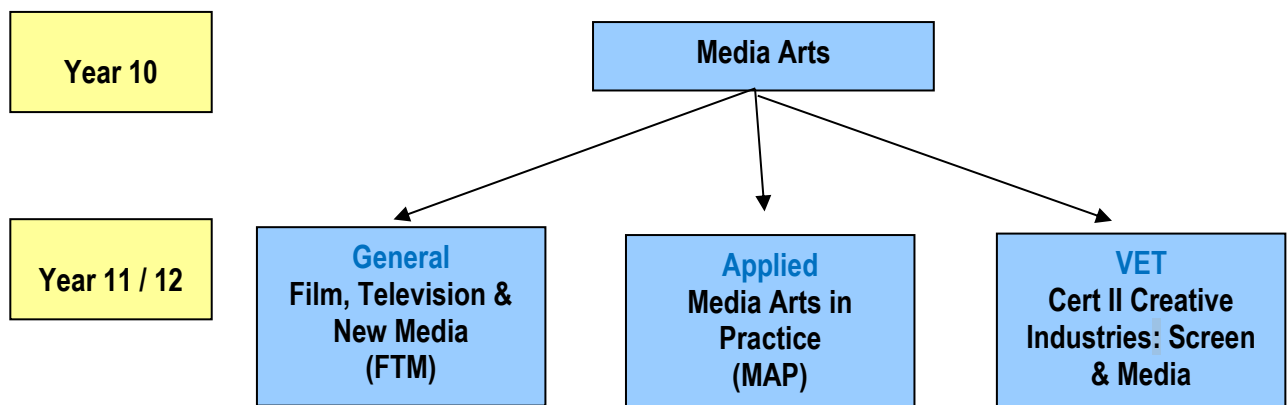 Year 10
Media Arts
Year 11 / 12
General
Film, Television &
New Media
(FTM)
Applied
Media Arts in
Practice
(MAP)
VET
Cert II Creative
Industries: Screen
& Media